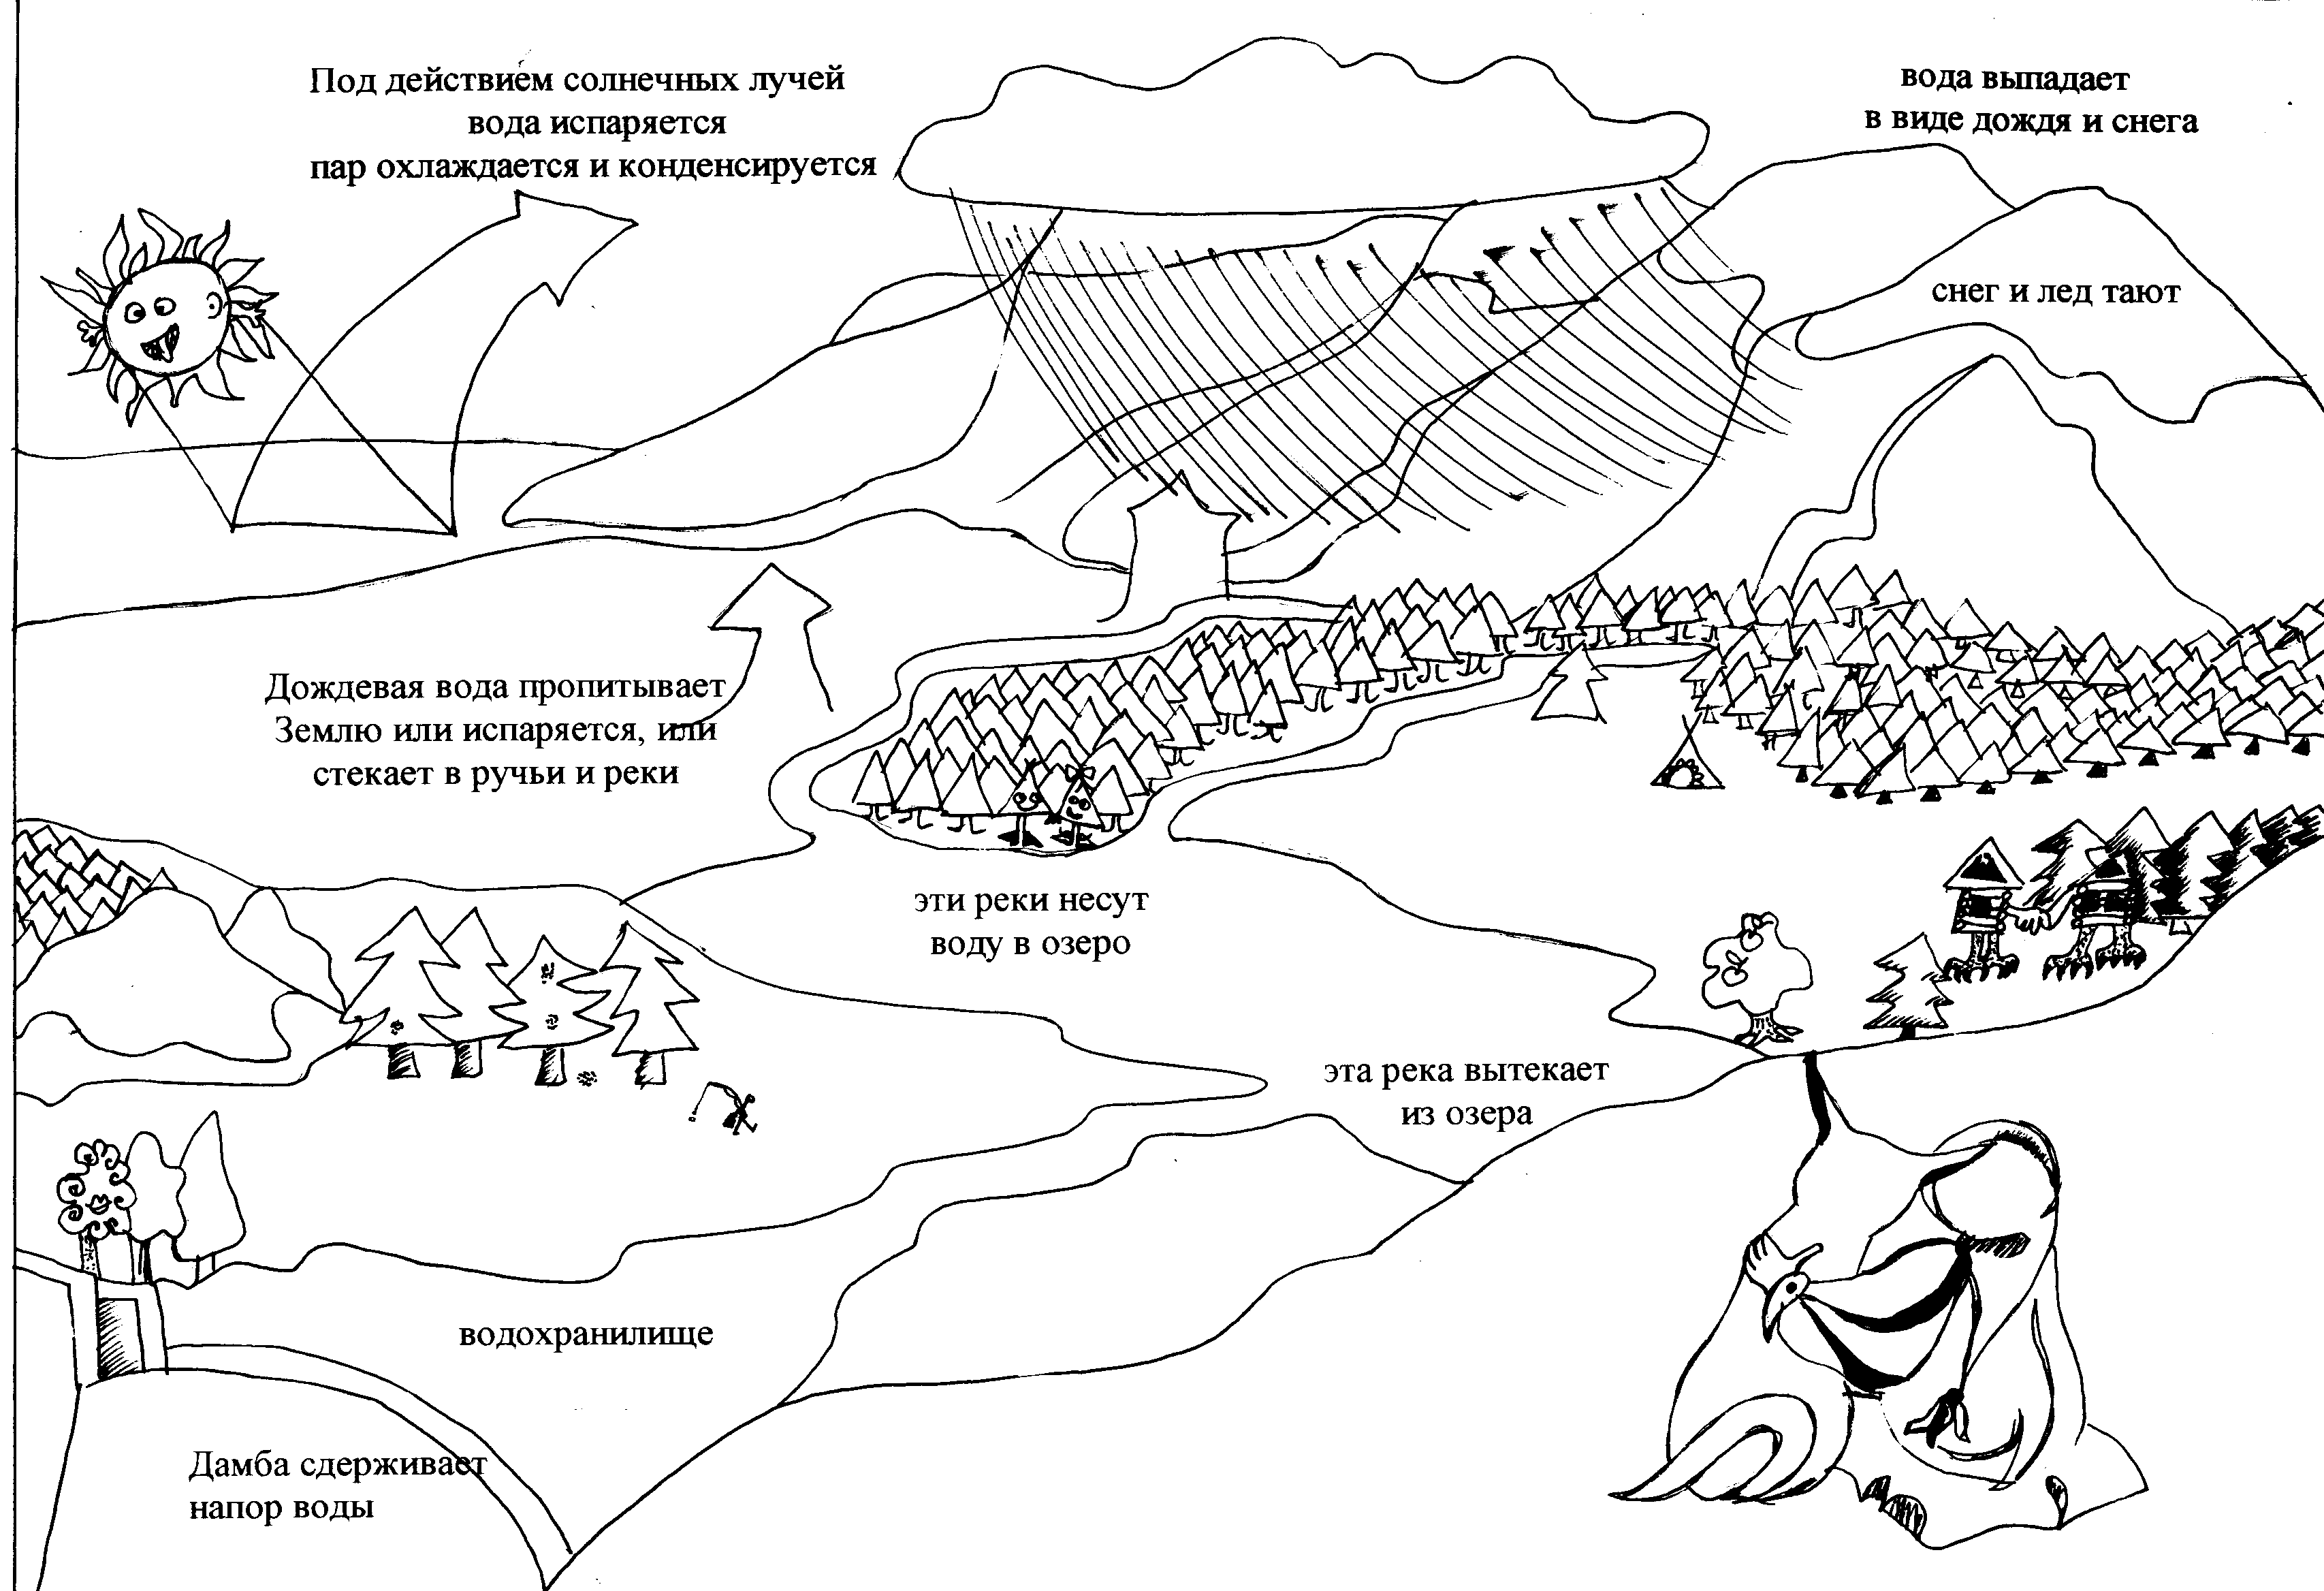 Под действием солнечных лучей
вода испаряется
пар охлаждается и конденсируется
вода выпадает
в виде дождя и снега
снег и лед тают
Дождевая вода пропитывает
Землю или испаряется, или
стекает в ручьи и реки
эти реки несут
воду в озеро
эта река вытекает
из озера
водохранилище
Дамба сдерживает
напор воды